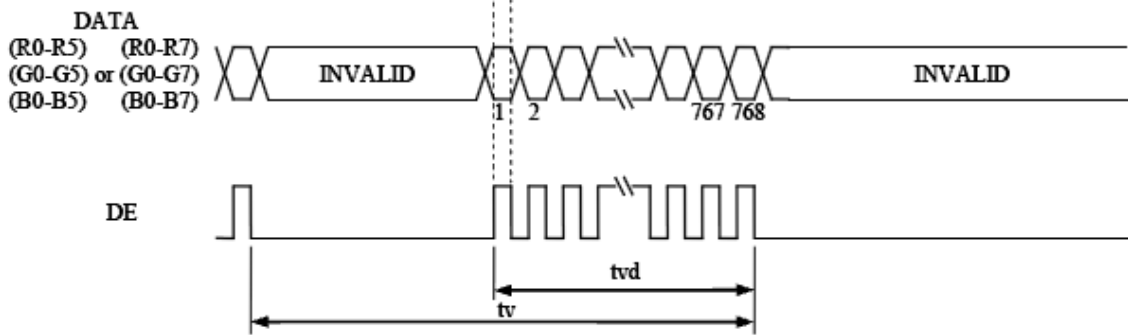 DATA
(R0-R5) (R0-R7)
(G0-G5) or (G0-G7)
(B0-B5) (B0-B7)
INVALID
INVALID
1 2 767 768
DE
tvd
tv